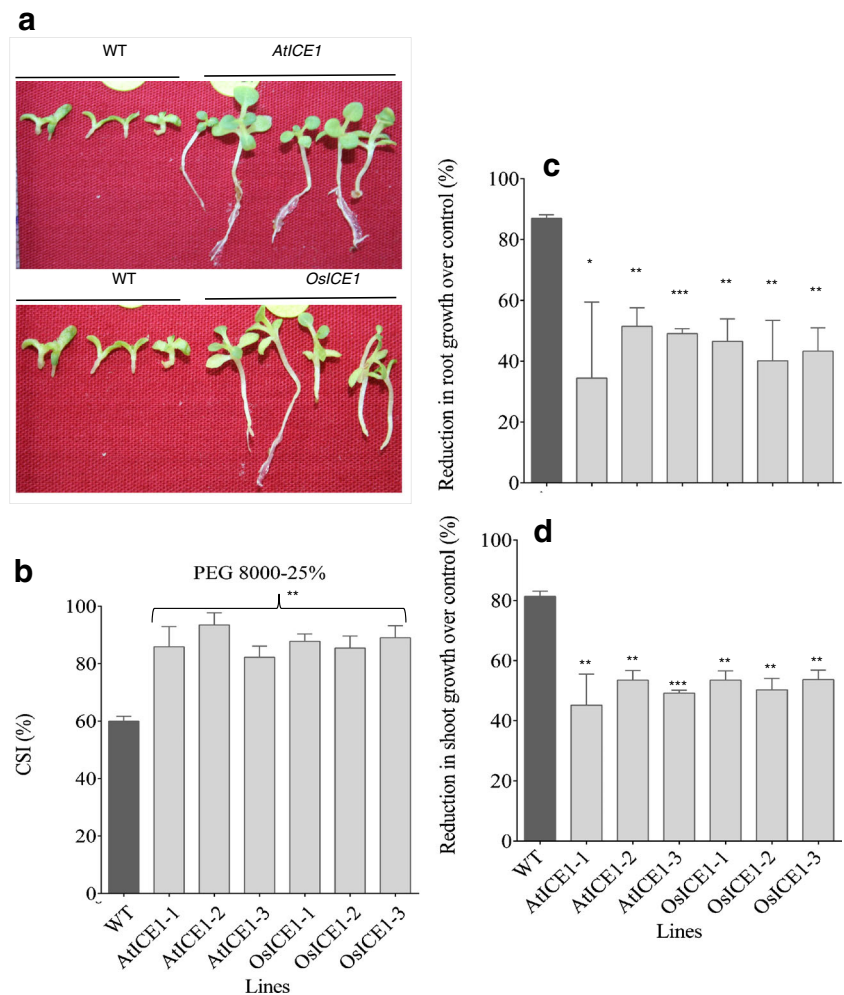 a
WT AtICE1
WT OsICE1
b
PEG 8000-25%
**
CSI (%)
100
80
60
40
20
0
WT AtICE1-1 AtICE1-2 AtICE1-3 OsICE1-1 OsICE1-2 OsICE1-3
Lines
c
Reduction in root growth over control (%)
100
80
60
40
20
0
* ** *** ** ** **
d
Reduction in shoot growth over control (%)
100
80
60
40
20
0
** ** *** ** ** **
WT AtICE1-1 AtICE1-2 AtICE1-3 OsICE1-1 OsICE1-2 OsICE1-3
Lines